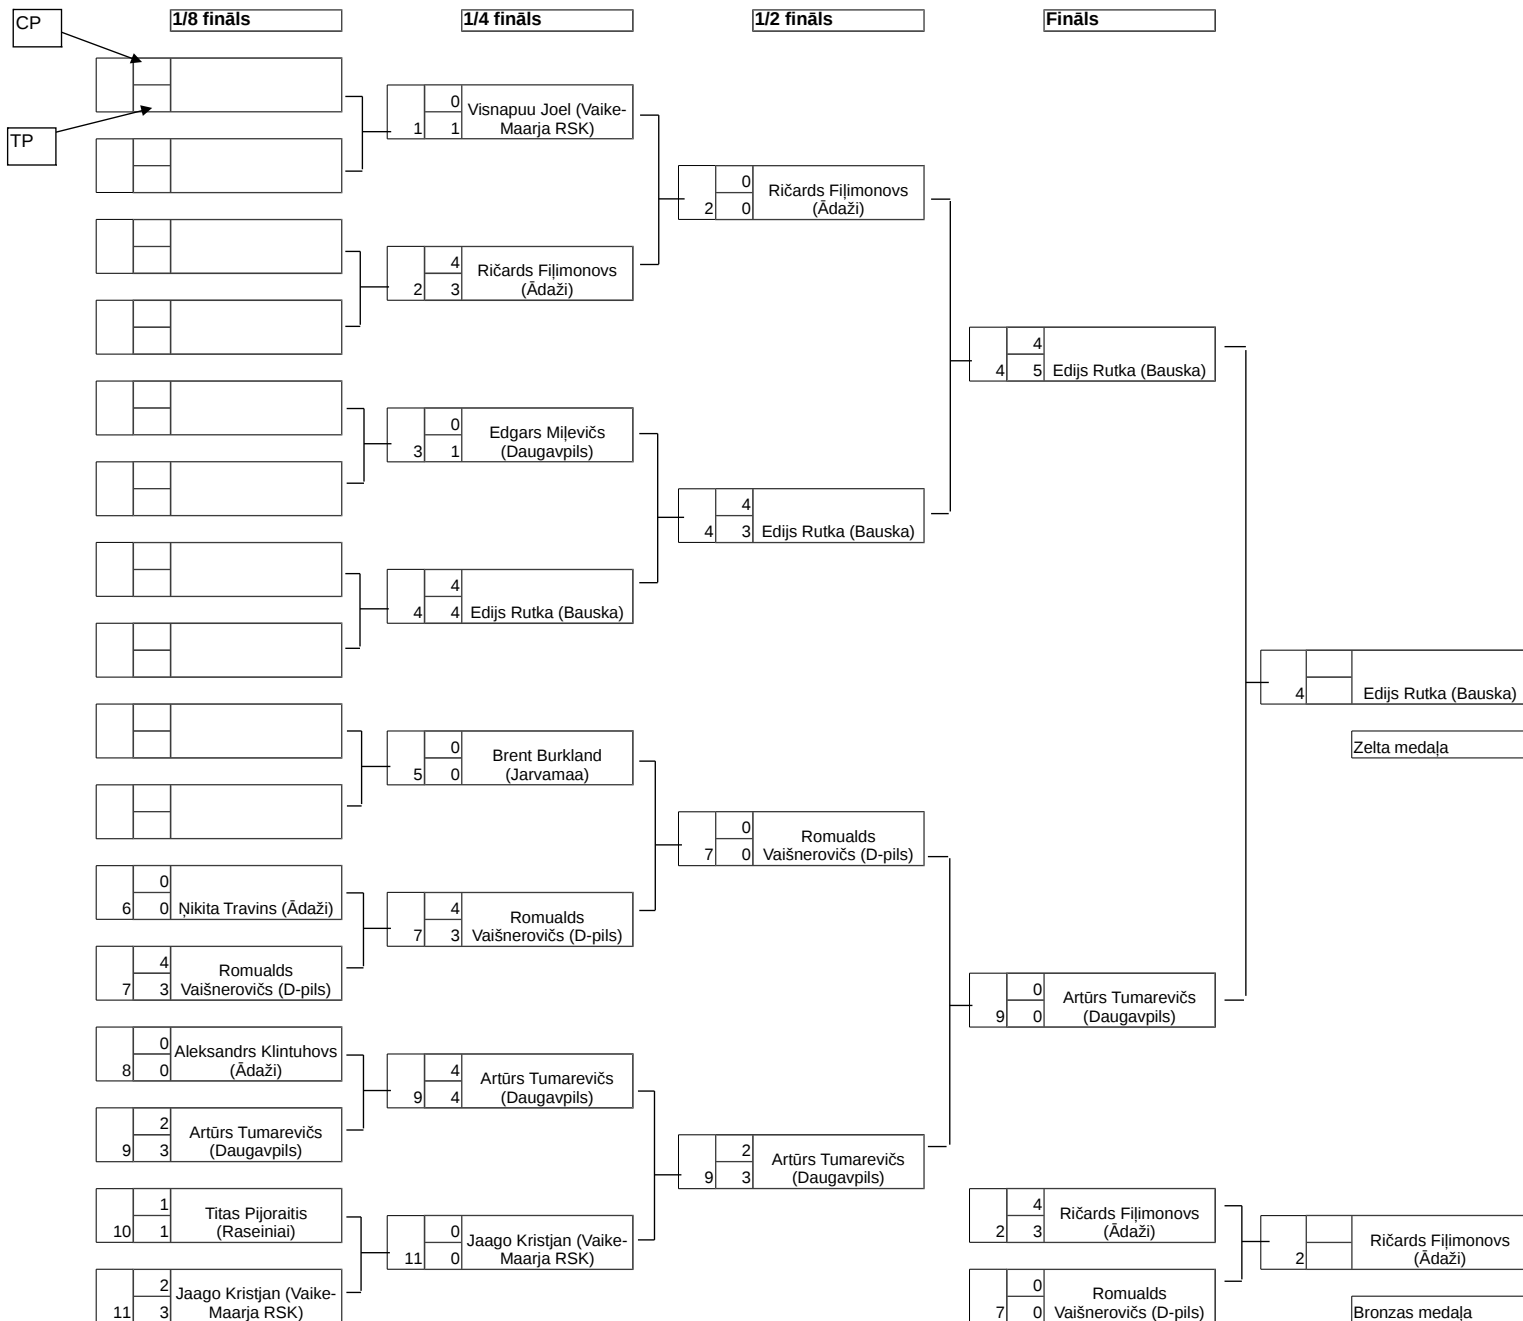 CP
1/8 fināls
1/4 fināls
1/2 fināls
Fināls
TP
0
1
1
Visnapuu Joel (Vaike-
Maarja RSK)
0
2
0
Ričards Fiļimonovs
(Ādaži)
4
2
3
Ričards Fiļimonovs
(Ādaži)
4
4
5
Edijs Rutka (Bauska)
0
3
1
Edgars Miļevičs
(Daugavpils)
4
4
3
Edijs Rutka (Bauska)
4
4
4
Edijs Rutka (Bauska)
4
Edijs Rutka (Bauska)
Zelta medaļa
0
5
0
Brent Burkland
(Jarvamaa)
0
7
0
Romualds
Vaišnerovičs (D-pils)
0
6
0
Ņikita Travins (Ādaži)
4
7
3
Romualds
Vaišnerovičs (D-pils)
4
7
3
Romualds
Vaišnerovičs (D-pils)
0
9
0
Artūrs Tumarevičs
(Daugavpils)
0
8
0
Aleksandrs Klintuhovs
(Ādaži)
4
9
4
Artūrs Tumarevičs
(Daugavpils)
2
9
3
Artūrs Tumarevičs
(Daugavpils)
2
9
3
Artūrs Tumarevičs
(Daugavpils)
1
10
1
Titas Pijoraitis
(Raseiniai)
0
11
0
Jaago Kristjan (Vaike-
Maarja RSK)
4
2
3
Ričards Fiļimonovs
(Ādaži)
2
Ričards Fiļimonovs
(Ādaži)
2
11
3
Jaago Kristjan (Vaike-
Maarja RSK)
0
7
0
Romualds
Vaišnerovičs (D-pils)
Bronzas medaļa